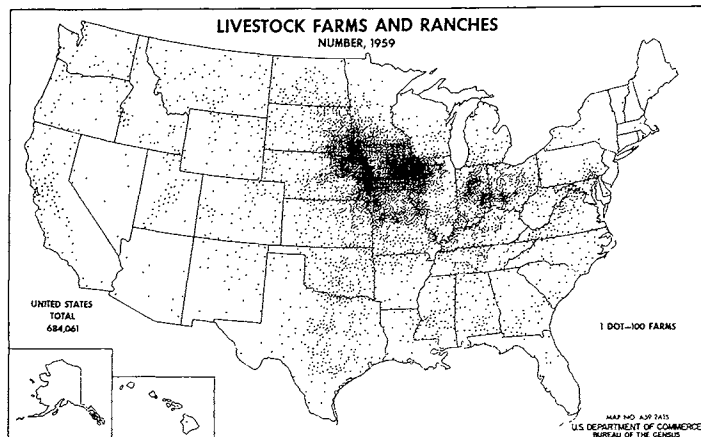 LIVESTOCK FARMS AND RANCHES
NUMBER, 1959
UNITED STATES
TOTAL
684,061
1 DOT—100 FARMS
MAP NO. A59 2A15
U.S. DEPARTMENT OF COMMERCE
BUREAU OF THE CENSUS